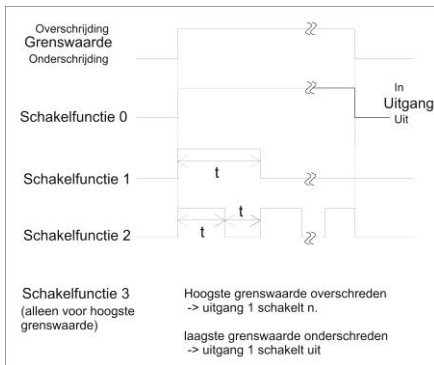 Overschrijding
Grenswaarde
Onderschrijding
In
Uitgang
Uit
Schakelfunctie 0
Schakelfunctie 1
t
Schakelfunctie 2
t t
Schakelfunctie 3
(alleen voor hoogste
grenswaarde)
Hoogste grenswaarde overschreden
-> uitgang 1 schakelt n.
laagste grenswaarde onderschreden
-> uitgang 1 schakelt uit